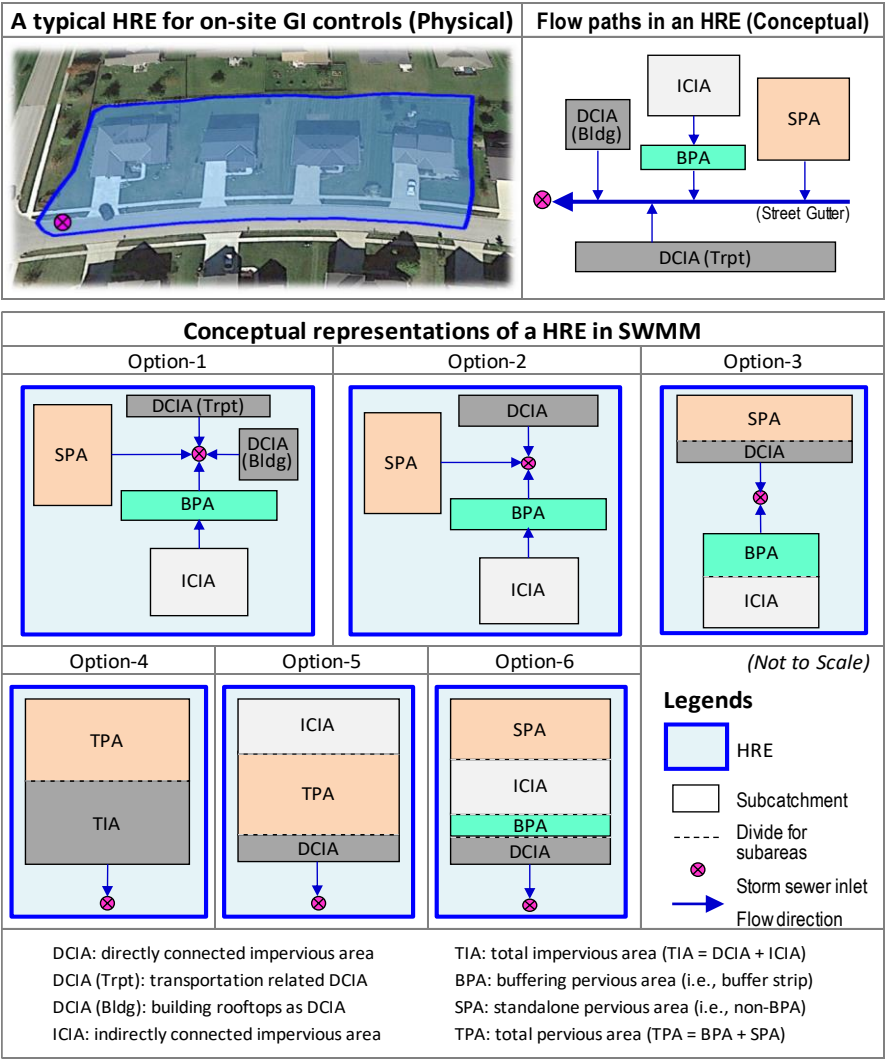 A typical HRE for on-site GI controls (Physical)
Flow paths in an HRE (Conceptual)
ICIA
DCIA
(Bldg)
SPA
BPA
(Street Gutter)
DCIA (Trpt)
Conceptual representations of a HRE in SWMM
Option-1
Option-2
Option-3
DCIA (Trpt)
SPA
DCIA
(Bldg)
BPA
ICIA
DCIA
SPA
BPA
ICIA
SPA
DCIA
BPA
ICIA
Option-4
Option-5
Option-6
(Not to Scale)
TPA
TIA
ICIA
TPA
DCIA
SPA
ICIA
BPA
DCIA
Legends
HRE
Subcatchment
Divide for
subareas
Storm sewer inlet
Flow direction
DCIA: directly connected impervious area
DCIA (Trpt): transportation related DCIA
DCIA (Bldg): building rooftops as DCIA
ICIA: indirectly connected impervious area
TIA: total impervious area (TIA = DCIA + ICIA)
BPA: buffering pervious area (i.e., buffer strip)
SPA: standalone pervious area (i.e., non-BPA)
TPA: total pervious area (TPA = BPA + SPA)